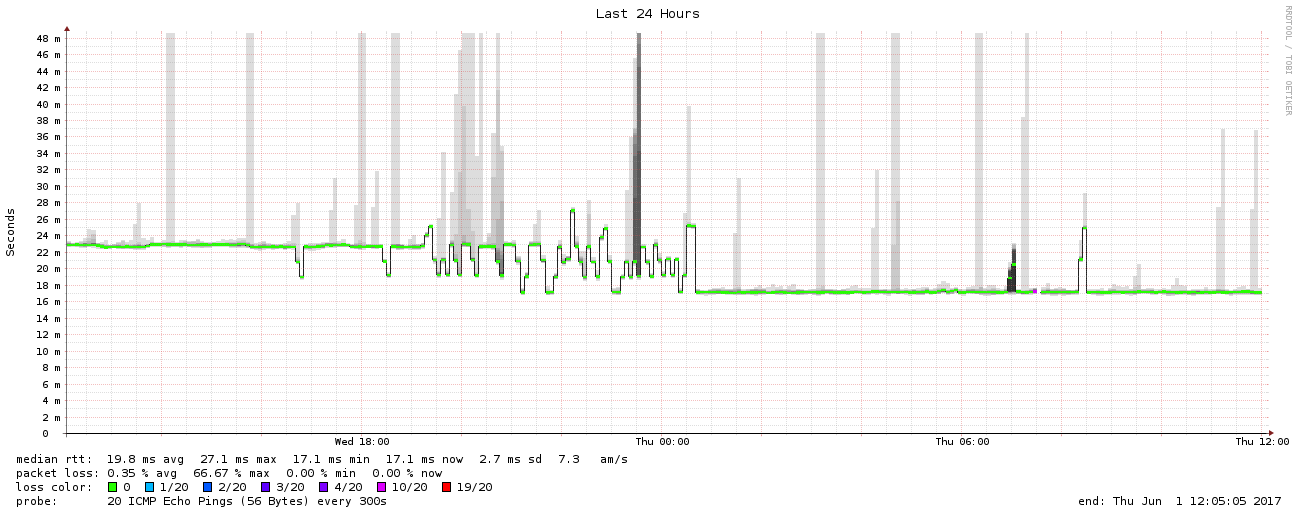 Last 24 Hours
RRDTOOL / TOBI OETIKER
Seconds
48 m
46 m
44 m
42 m
40 m
38 m
36 m
34 m
32 m
30 m
28 m
26 m
24 m
22 m
20 m
18 m
16 m
14 m
12 m
10 m
8 m
6 m
4 m
2 m
0
Wed 18:00 Thu 00:00 Thu 06:00 Thu 12:00
median rtt: 19.8 ms avg 27.1 ms max 17.1 ms min 17.1 ms now 2.7 ms sd 7.3 am/s
packet loss: 0.35 % avg 66.67 % max 0.00 % min 0.00 % now
loss color: 0 1/20 2/20 3/20 4/20 10/20 19/20
probe: 20 ICMP Echo Pings (56 Bytes) every 300s end: Thu Jun 1 12:05:05 2017